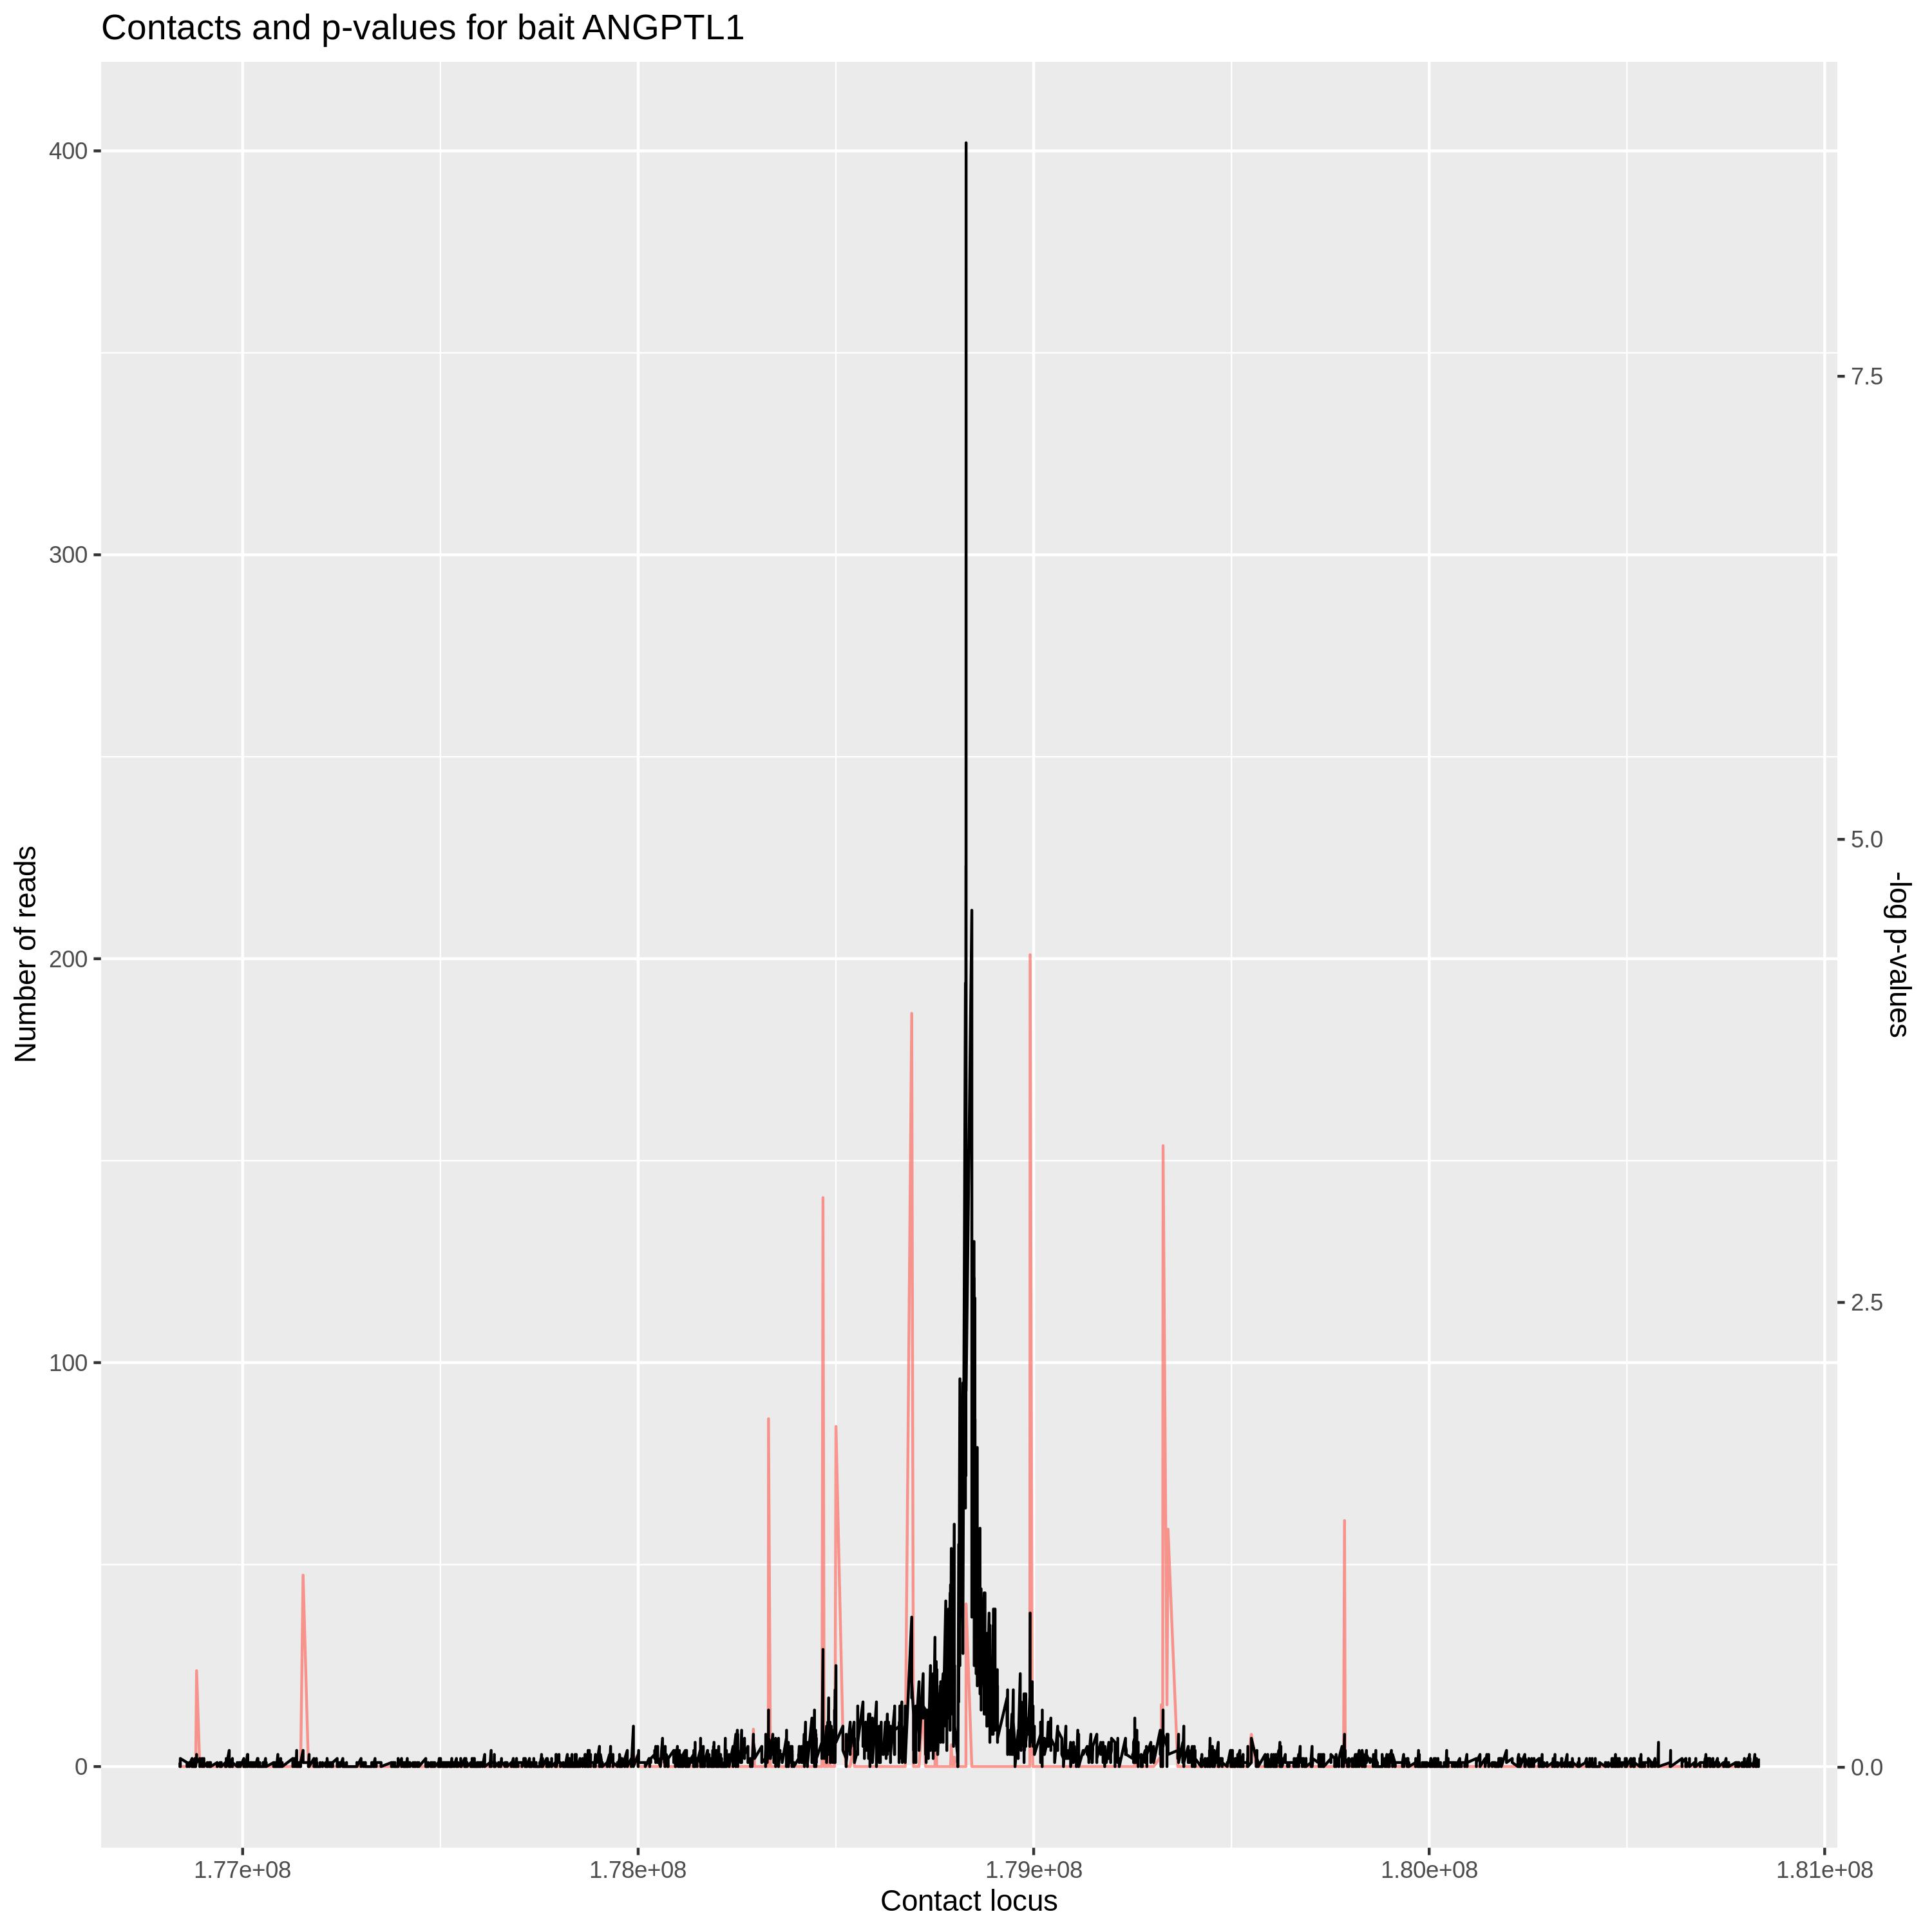 Contacts and p-values for bait ANGPTL1
400
300
200
100
0
Number of reads
7.5
5.0
2.5
0.0
-log p-values
1.77e+08
1.78e+08
1.79e+08
1.80e+08
1.81e+08
Contact locus